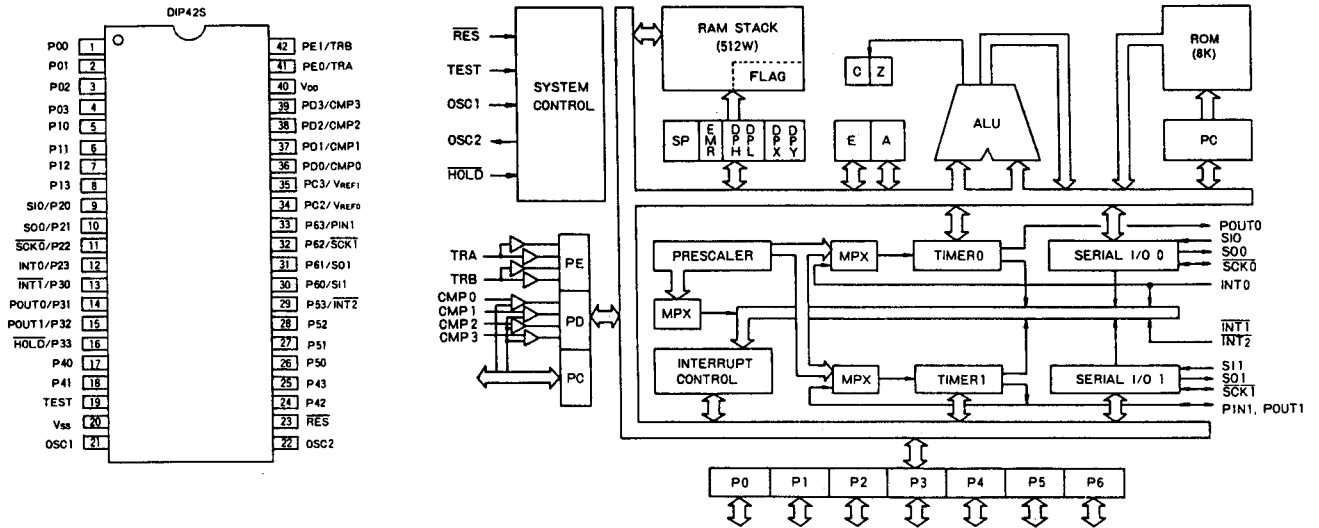 DIP42S
P00 1
P01 2
P02 3
P03 4
P10 5
P11 6
P12 7
P13 8
SI0/P20 9
SO0/P21 10
SCK0/P22 11
INT0/P23 12
INT1/P30 13
POUT0/P31 14
POUT1/P32 15
HOLD/P33 16
P40 17
P41 18
TEST 19
Vss 20
OSC1 21
42 PE1/TRB
41 PE0/TRA
40 VDD
39 PD3/CMP3
38 PD2/CMP2
37 PD1/CMP1
36 PD0/CMP0
35 PC3/VREF1
34 PC2/VREF0
33 P63/PIN1
32 P62/SCK1
31 P61/SO1
30 P60/SI1
29 P53/INT2
28 P52
27 P51
26 P50
25 P43
24 P42
23 RES
22 OSC2
RES
TEST
OSC1
OSC2
HOLD
SYSTEM
CONTROL
RAM STACK
(512W)
FLAG
SP EMR DPH DPL DPX DPY
C Z
E A
ALU
ROM
(8K)
PC
TRA
TRB
CMP0
CMP1
CMP2
CMP3
PE
PD
PC
PRESCALER
MPX
INTERRUPT
CONTROL
MPX
TIMER0
SERIAL I/O 0
MPX
TIMER1
SERIAL I/O 1
POUT0
SI0
SO0
SCK0
INT0
INT1
INT2
SI1
SO1
SCK1
PIN1, POUT1
P0 P1 P2 P3 P4 P5 P6